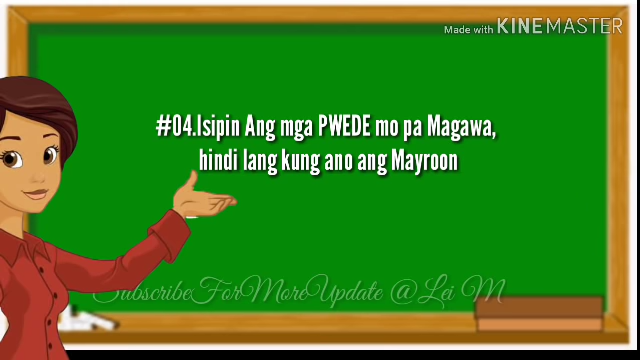 Made with KINEMASTER
#04.Isipin Ang mga PWEDE mo pa Magawa,
hindi lang kung ano ang Mayroon
SubscribeForMoreUpdate @Lei M